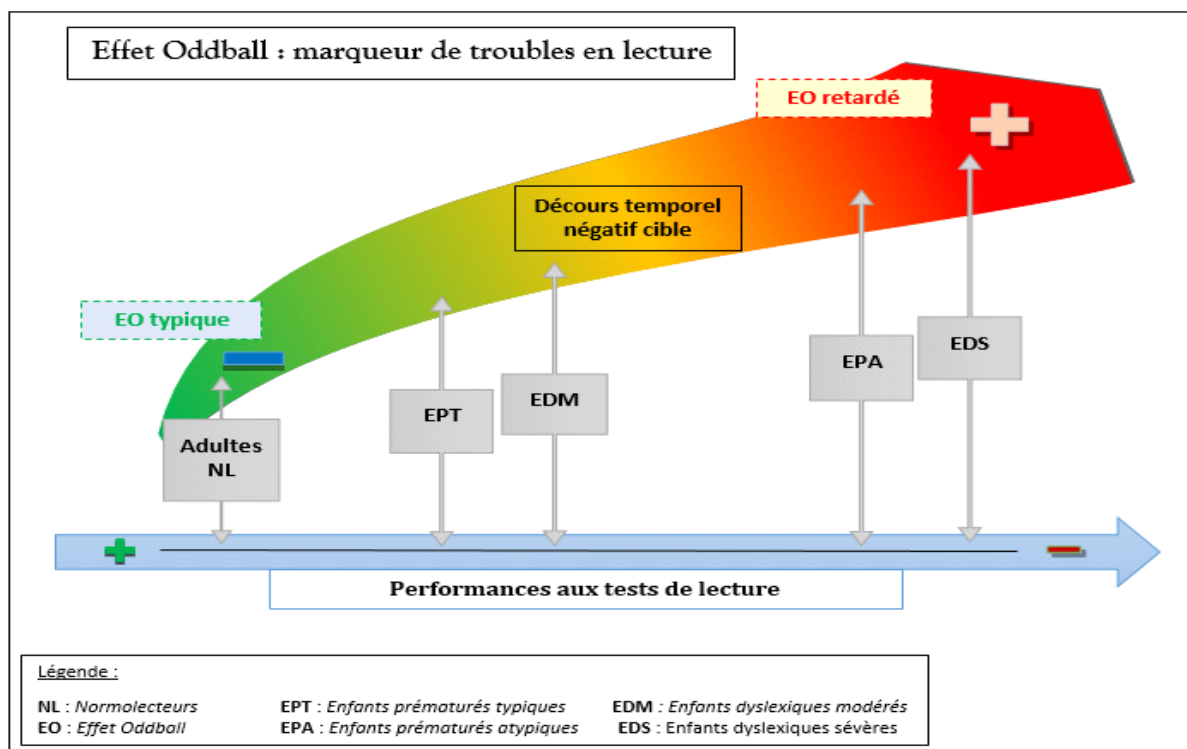 Effet Oddball : marqueur de troubles en lecture
EO retardé
Décours temporel
négatif cible
EO typique
EDS
EPA
EDM
EPT
Adultes
NL
Performances aux tests de lecture
Légende :
NL : Normolecteurs EPT : Enfants prématurés typiques EDM : Enfants dyslexiques modérés
EO : Effet Oddball EPA : Enfants prématurés atypiques EDS : Enfants dyslexiques sévères